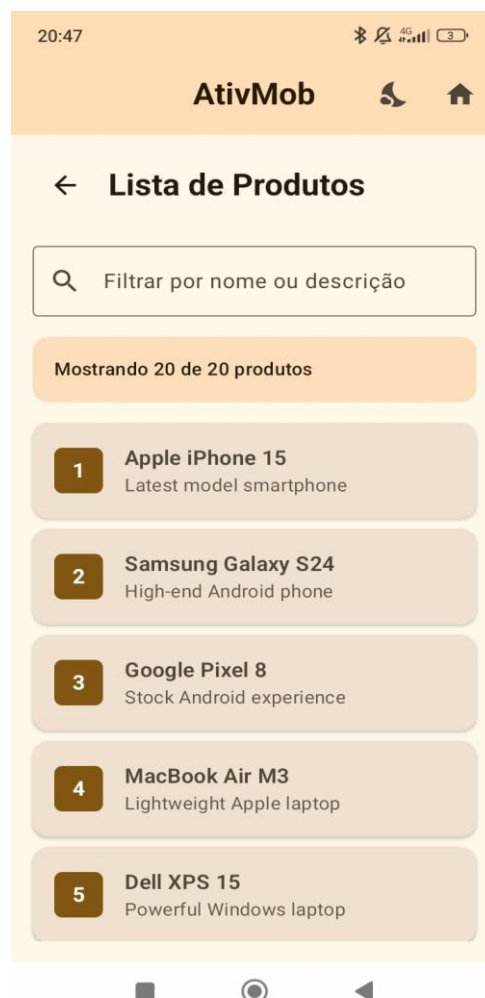 20:47
4G
3
AtivMob
Lista de Produtos
Filtrar por nome ou descrição
Mostrando 20 de 20 produtos
1
Apple iPhone 15
Latest model smartphone
2
Samsung Galaxy S24
High-end Android phone
3
Google Pixel 8
Stock Android experience
4
MacBook Air M3
Lightweight Apple laptop
5
Dell XPS 15
Powerful Windows laptop